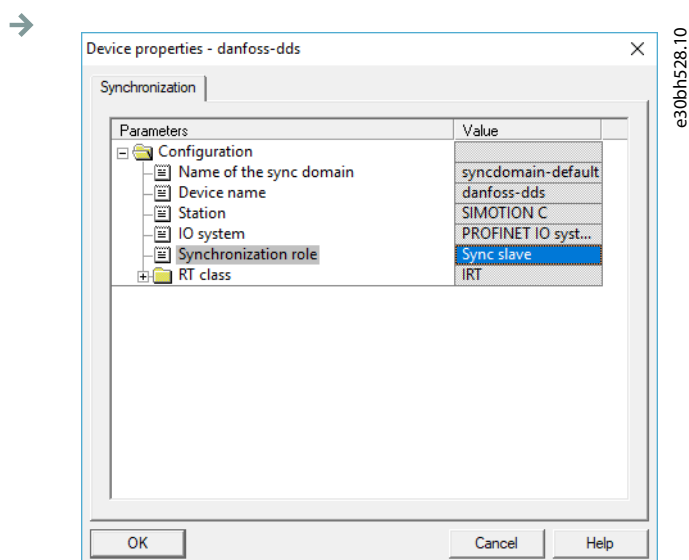 Device properties - danfoss-dds
Synchronization
Parameters Value
Configuration
Name of the sync domain syncdomain-default
Device name danfoss-dds
Station SIMOTION C
IO system PROFINET IO syst...
Synchronization role Sync slave
RT class IRT
OK Cancel Help
e30bh528.10